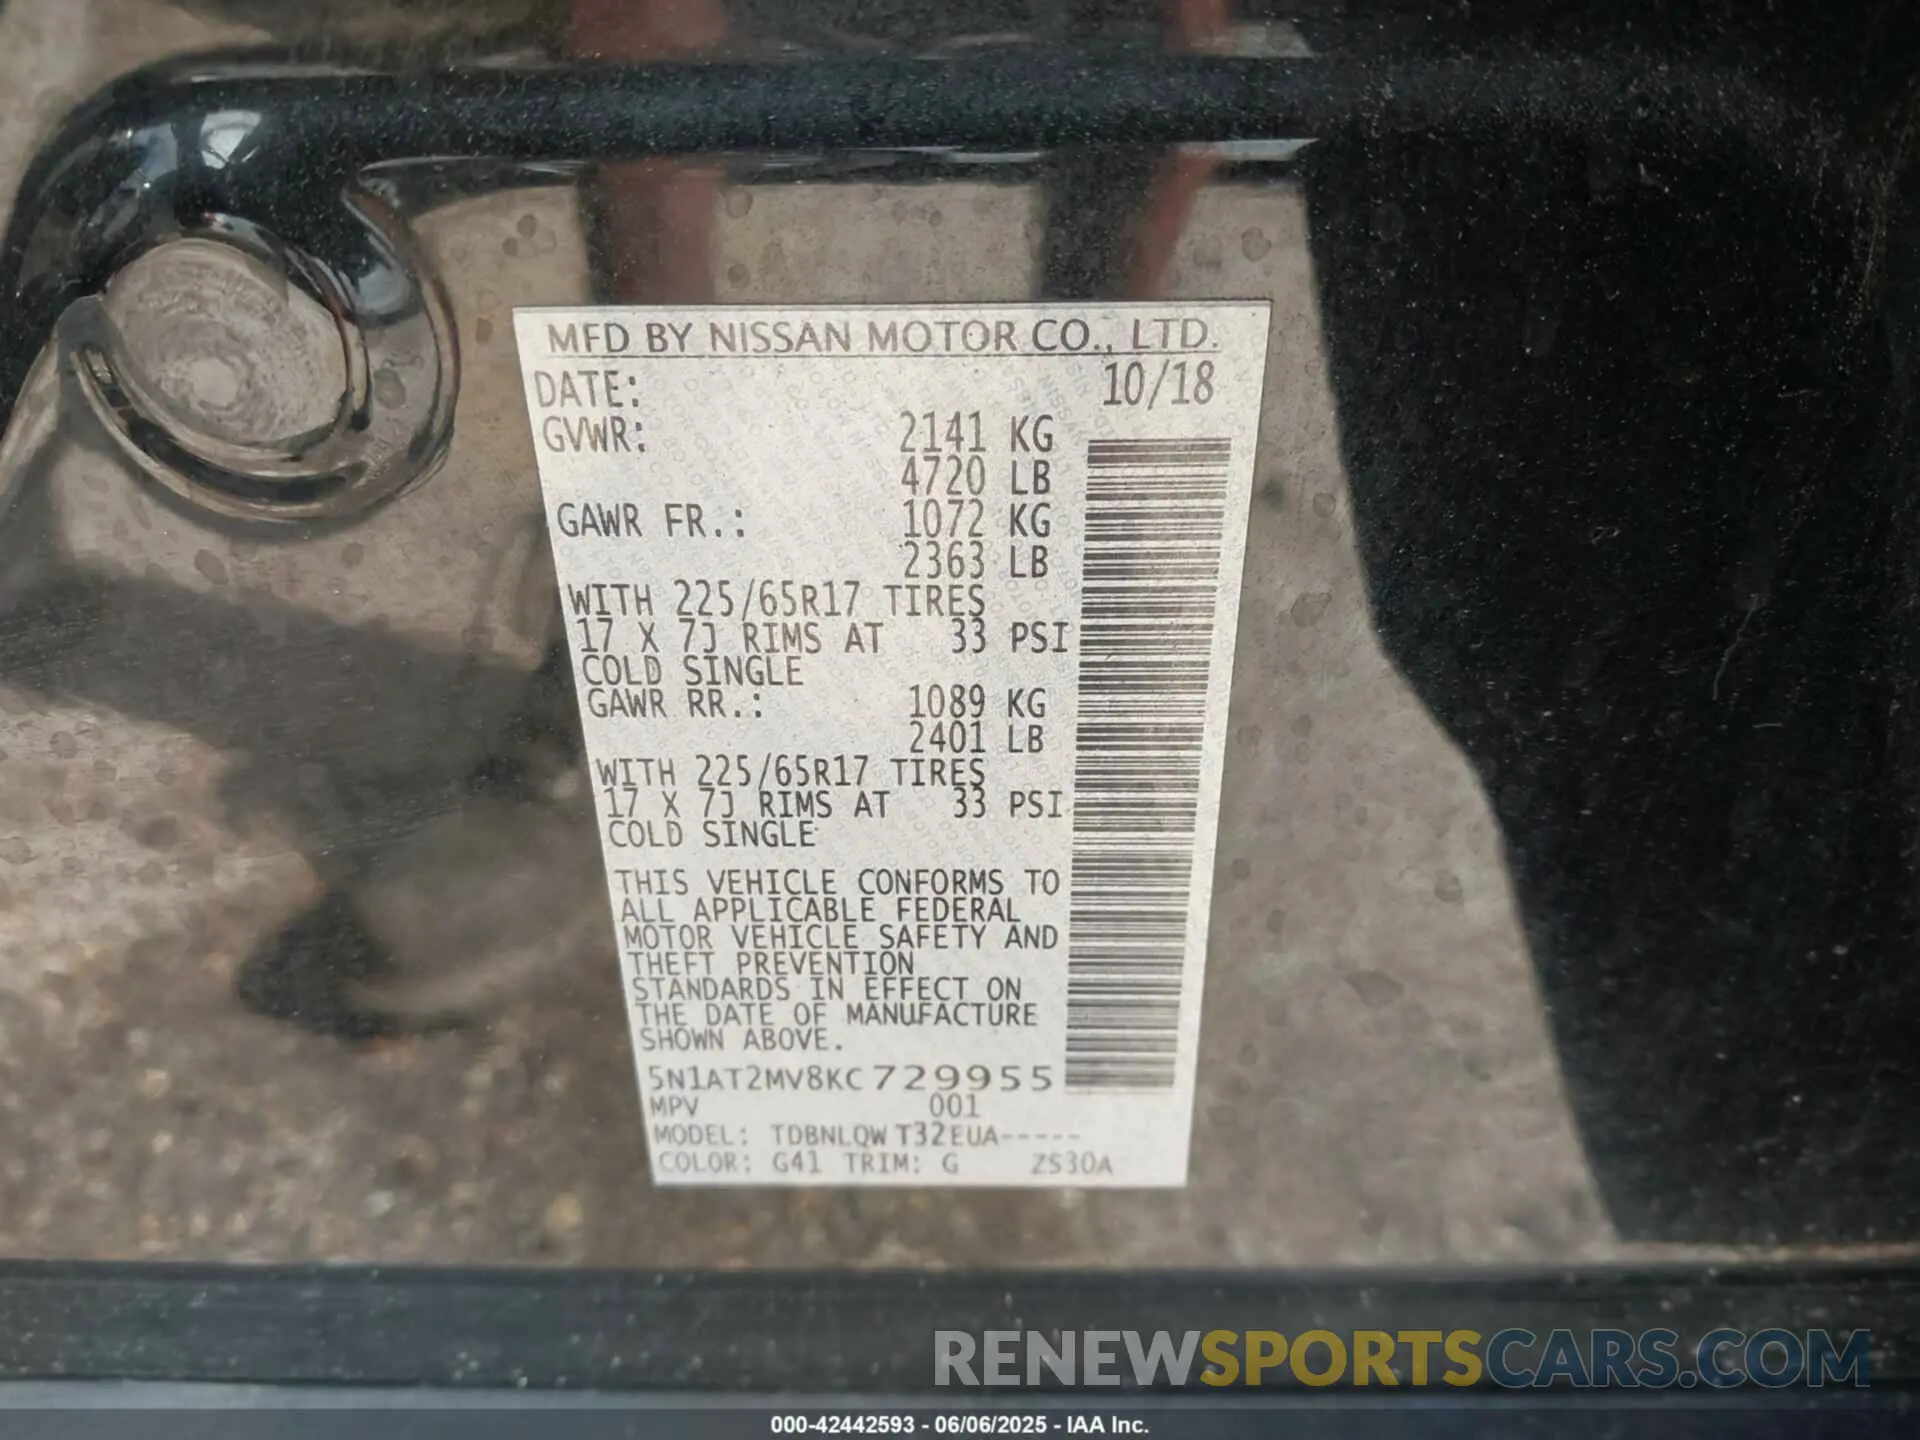 MFD BY NISSAN MOTOR CO., LTD.
DATE: 10/18
GVWR: 2141 KG
4720 LB
GAWR FR.: 1072 KG
2363 LB
WITH 225/65R17 TIRES
17 X 7J RIMS AT 33 PSI
COLD SINGLE
GAWR RR.: 1089 KG
2401 LB
WITH 225/65R17 TIRES
17 X 7J RIMS AT 33 PSI
COLD SINGLE
THIS VEHICLE CONFORMS TO
ALL APPLICABLE FEDERAL
MOTOR VEHICLE SAFETY AND
THEFT PREVENTION
STANDARDS IN EFFECT ON
THE DATE OF MANUFACTURE
SHOWN ABOVE.
5N1AT2MV8KC729955
MPV 001
MODEL: TDBNLQW T32EUA-----
COLOR: G41 TRIM: G ZS30A
RENEWSPORTSCARS.COM
000-42442593 - 06/06/2025 - IAA Inc.